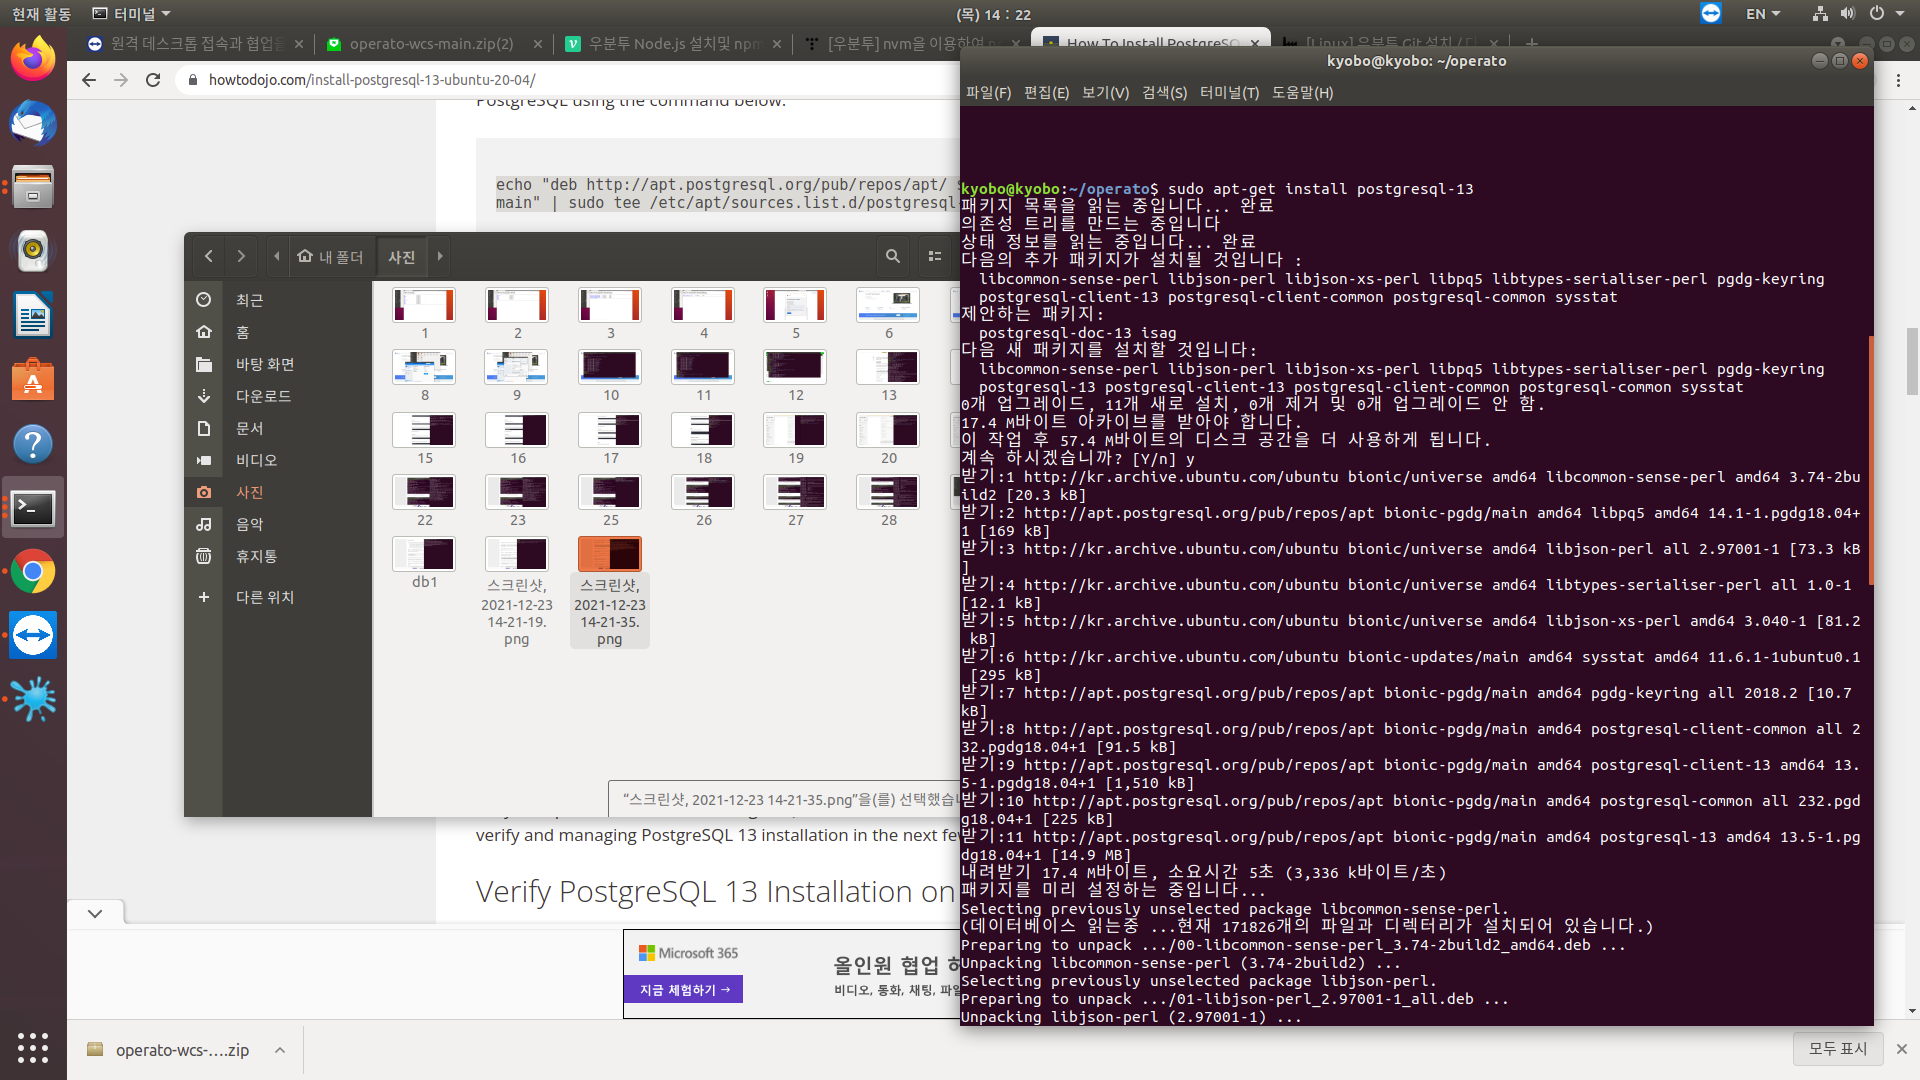 현재 활동
터미널
(목) 14 : 22
EN
원격 데스크톱 접속과 협업을
operato-wcs-main.zip(2)
우분투 Node.js 설치및 npm
[우분투] nvm을 이용하여 n
How To Install PostgreSQ
[Linux] 우분투 Git 설치 / 
howtodojo.com/install-postgresql-13-ubuntu-20-04/
PostgreSQL using the command below.
echo "deb http://apt.postgresql.org/pub/repos/apt/
main" | sudo tee /etc/apt/sources.list.d/postgresql
내 폴더
사진
최근
홈
바탕 화면
다운로드
문서
비디오
사진
음악
휴지통
다른 위치
1 2 3 4 5 6
8 9 10 11 12 13
15 16 17 18 19 20
22 23 25 26 27 28
db1
스크린샷,
2021-12-23
14-21-19.
png
스크린샷,
2021-12-23
14-21-35.
png
“스크린샷, 2021-12-23 14-21-35.png”을(를) 선택했습니
verify and managing PostgreSQL 13 installation in the next fe
Verify PostgreSQL 13 Installation on
Microsoft 365
지금 체험하기 →
올인원 협업 허
비디오, 통화, 채팅, 파일
operato-wcs-....zip
모두 표시
kyobo@kyobo: ~/operato
파일(F) 편집(E) 보기(V) 검색(S) 터미널(T) 도움말(H)
kyobo@kyobo:~/operato$ sudo apt-get install postgresql-13
패키지 목록을 읽는 중입니다... 완료
의존성 트리를 만드는 중입니다
상태 정보를 읽는 중입니다... 완료
다음의 추가 패키지가 설치될 것입니다 :
libcommon-sense-perl libjson-perl libjson-xs-perl libpq5 libtypes-serialiser-perl pgdg-keyring
postgresql-client-13 postgresql-client-common postgresql-common sysstat
제안하는 패키지:
postgresql-doc-13 isag
다음 새 패키지를 설치할 것입니다:
libcommon-sense-perl libjson-perl libjson-xs-perl libpq5 libtypes-serialiser-perl pgdg-keyring
postgresql-13 postgresql-client-13 postgresql-client-common postgresql-common sysstat
0개 업그레이드, 11개 새로 설치, 0개 제거 및 0개 업그레이드 안 함.
17.4 M바이트 아카이브를 받아야 합니다.
이 작업 후 57.4 M바이트의 디스크 공간을 더 사용하게 됩니다.
계속 하시겠습니까? [Y/n] y
받기:1 http://kr.archive.ubuntu.com/ubuntu bionic/universe amd64 libcommon-sense-perl amd64 3.74-2bu
ild2 [20.3 kB]
받기:2 http://apt.postgresql.org/pub/repos/apt bionic-pgdg/main amd64 libpq5 amd64 14.1-1.pgdg18.04+
1 [169 kB]
받기:3 http://kr.archive.ubuntu.com/ubuntu bionic/universe amd64 libjson-perl all 2.97001-1 [73.3 kB
]
받기:4 http://kr.archive.ubuntu.com/ubuntu bionic/universe amd64 libtypes-serialiser-perl all 1.0-1
[12.1 kB]
받기:5 http://kr.archive.ubuntu.com/ubuntu bionic/universe amd64 libjson-xs-perl amd64 3.040-1 [81.2
kB]
받기:6 http://kr.archive.ubuntu.com/ubuntu bionic-updates/main amd64 sysstat amd64 11.6.1-1ubuntu0.1
[295 kB]
받기:7 http://apt.postgresql.org/pub/repos/apt bionic-pgdg/main amd64 pgdg-keyring all 2018.2 [10.7
kB]
받기:8 http://apt.postgresql.org/pub/repos/apt bionic-pgdg/main amd64 postgresql-client-common all 2
32.pgdg18.04+1 [91.5 kB]
받기:9 http://apt.postgresql.org/pub/repos/apt bionic-pgdg/main amd64 postgresql-client-13 amd64 13.
5-1.pgdg18.04+1 [1,510 kB]
받기:10 http://apt.postgresql.org/pub/repos/apt bionic-pgdg/main amd64 postgresql-common all 232.pgd
g18.04+1 [225 kB]
받기:11 http://apt.postgresql.org/pub/repos/apt bionic-pgdg/main amd64 postgresql-13 amd64 13.5-1.pg
dg18.04+1 [14.9 MB]
내려받기 17.4 M바이트, 소요시간 5초 (3,336 k바이트/초)
패키지를 미리 설정하는 중입니다...
Selecting previously unselected package libcommon-sense-perl.
(데이터베이스 읽는중 ...현재 171826개의 파일과 디렉터리가 설치되어 있습니다.)
Preparing to unpack .../00-libcommon-sense-perl_3.74-2build2_amd64.deb ...
Unpacking libcommon-sense-perl (3.74-2build2) ...
Selecting previously unselected package libjson-perl.
Preparing to unpack .../01-libjson-perl_2.97001-1_all.deb ...
Unpacking libjson-perl (2.97001-1) ...